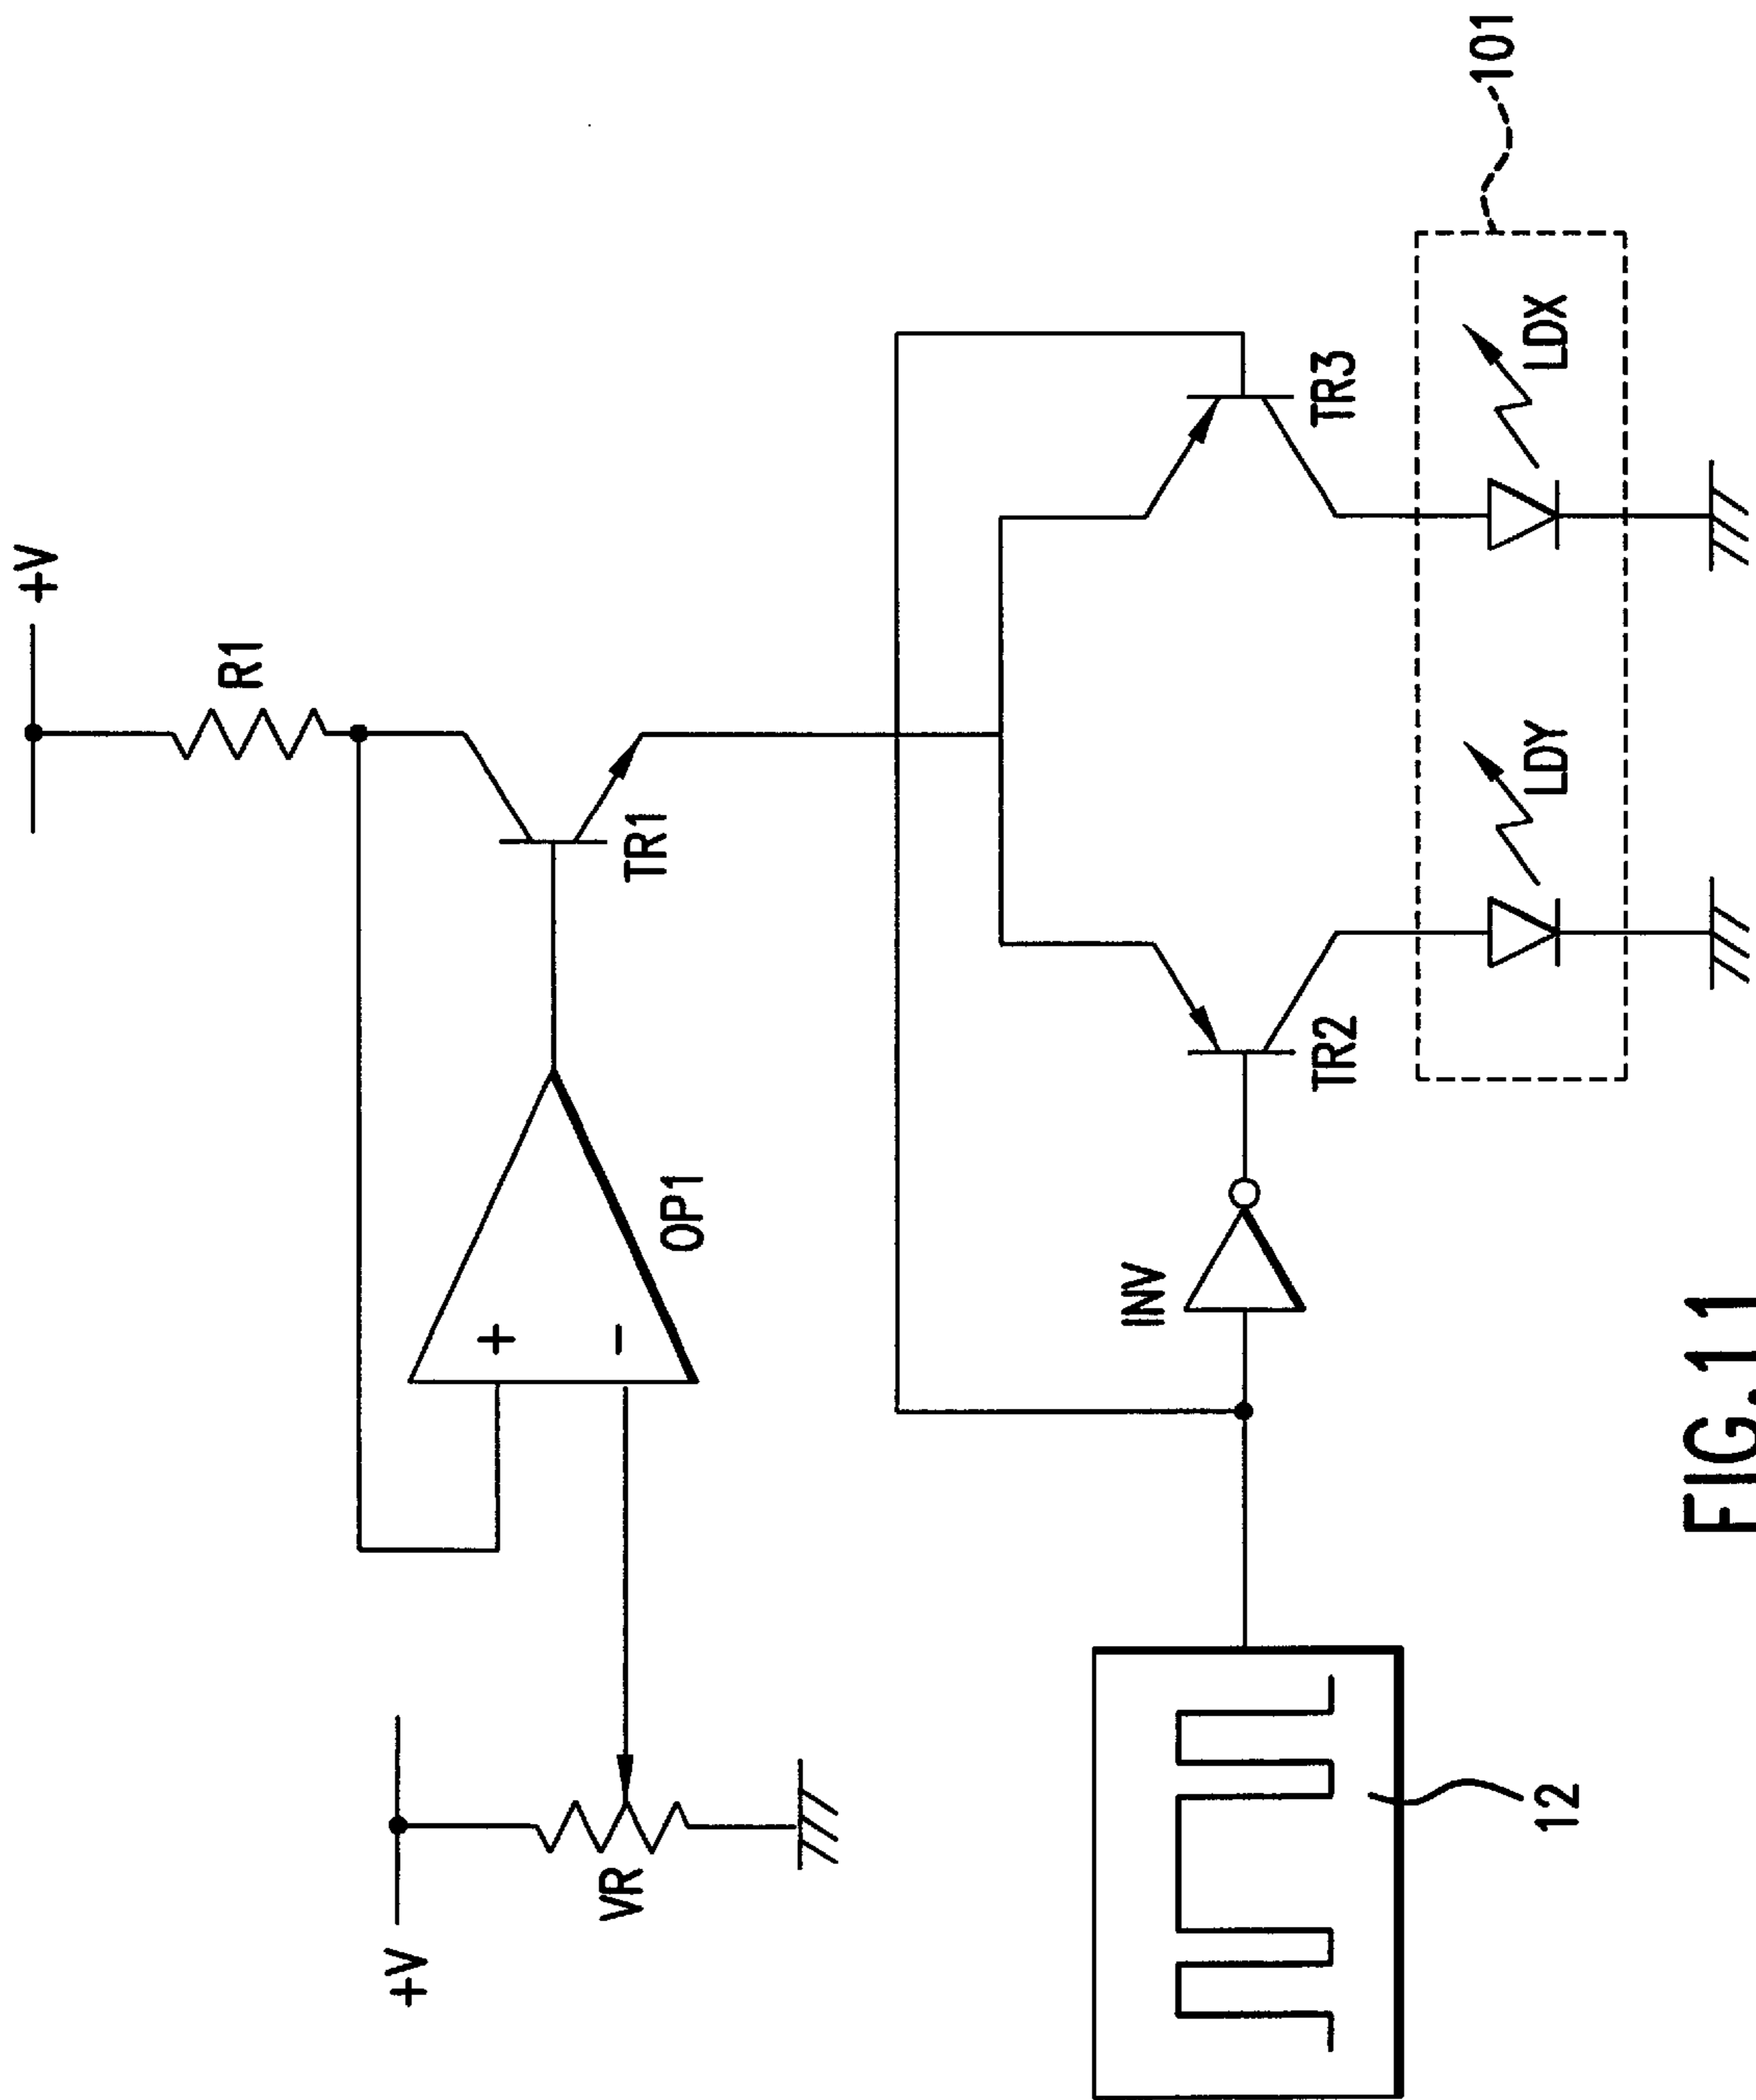 +V
R1
+V
VR
+
-
OP1
TR1
INV
TR2
TR3
LDY
LDX
101
12
FIG.11